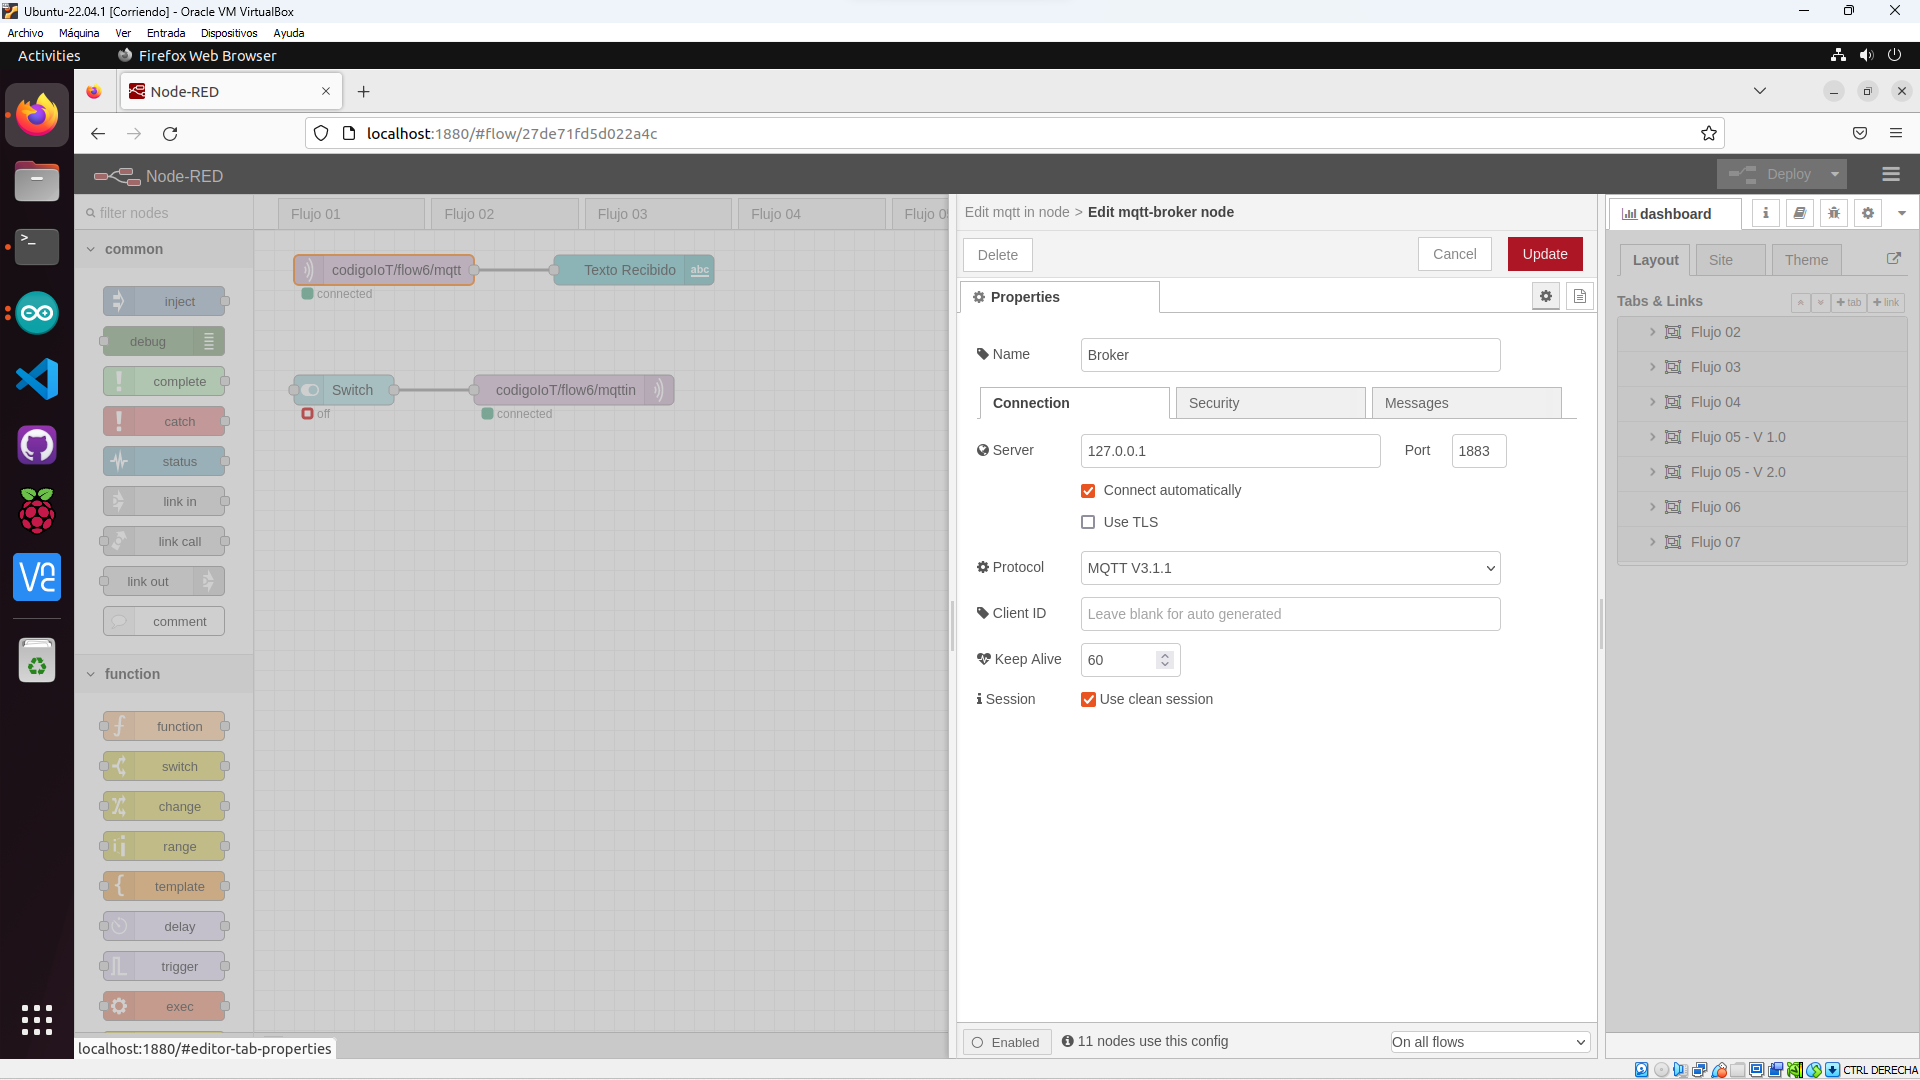 Ubuntu-22.04.1 [Corriendo] - Oracle VM VirtualBox
Archivo Máquina Ver Entrada Dispositivos Ayuda
Activities Firefox Web Browser
Node-RED
localhost:1880/#flow/27de71fd5d022a4c
Node-RED
Deploy
filter nodes
common
inject
debug
complete
catch
status
link in
link call
link out
comment
function
function
switch
change
range
template
delay
trigger
exec
Flujo 01 Flujo 02 Flujo 03 Flujo 04
codigoIoT/flow6/mqtt
connected
Texto Recibido abc
Switch
off
codigoIoT/flow6/mqttin
connected
Edit mqtt in node > Edit mqtt-broker node
Delete Cancel Update
Properties
Name Broker
Connection Security Messages
Server 127.0.0.1 Port 1883
Connect automatically
Use TLS
Protocol MQTT V3.1.1
Client ID Leave blank for auto generated
Keep Alive 60
Session Use clean session
Enabled 11 nodes use this config On all flows
dashboard
Layout Site Theme
Tabs & Links +tab +link
Flujo 02
Flujo 03
Flujo 04
Flujo 05 - V 1.0
Flujo 05 - V 2.0
Flujo 06
Flujo 07
localhost:1880/#editor-tab-properties
CTRL DERECHA